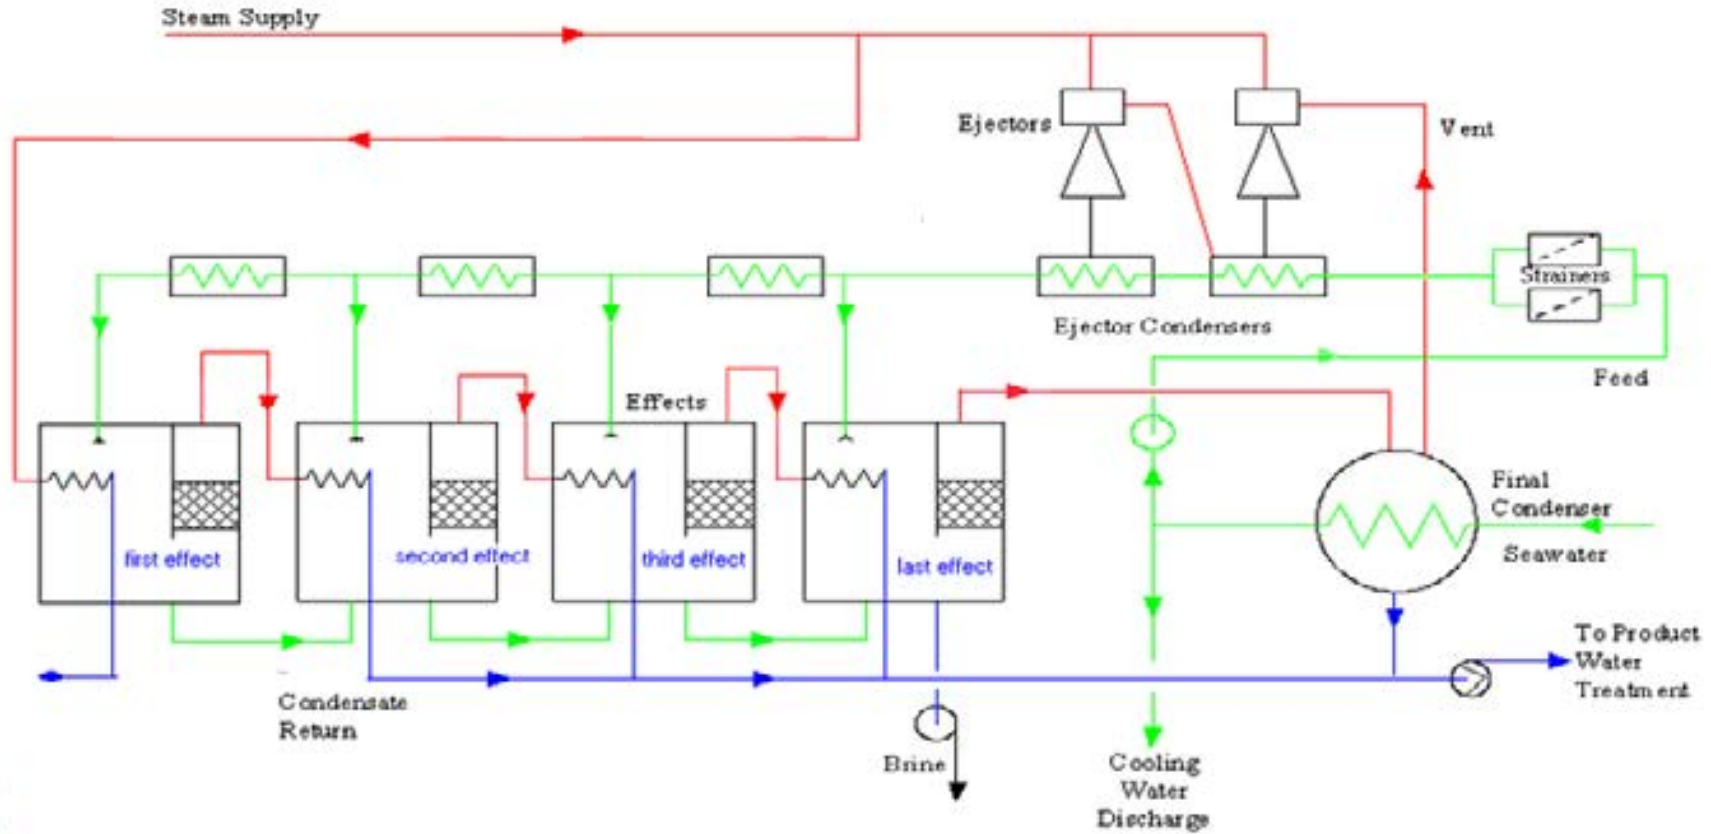 Steam Supply
Ejectors
Vent
Strainers
Ejector Condensers
Feed
Effects
Final
Condenser
Seawater
first effect
second effect
third effect
last effect
To Product
Water
Treatment
Condensate
Return
Brine
Cooling
Water
Discharge